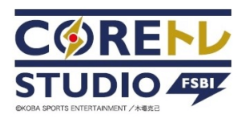 COREトレ
STUDIO FSBI
©KOBA SPORTS ENTERTAINMENT／木場克己